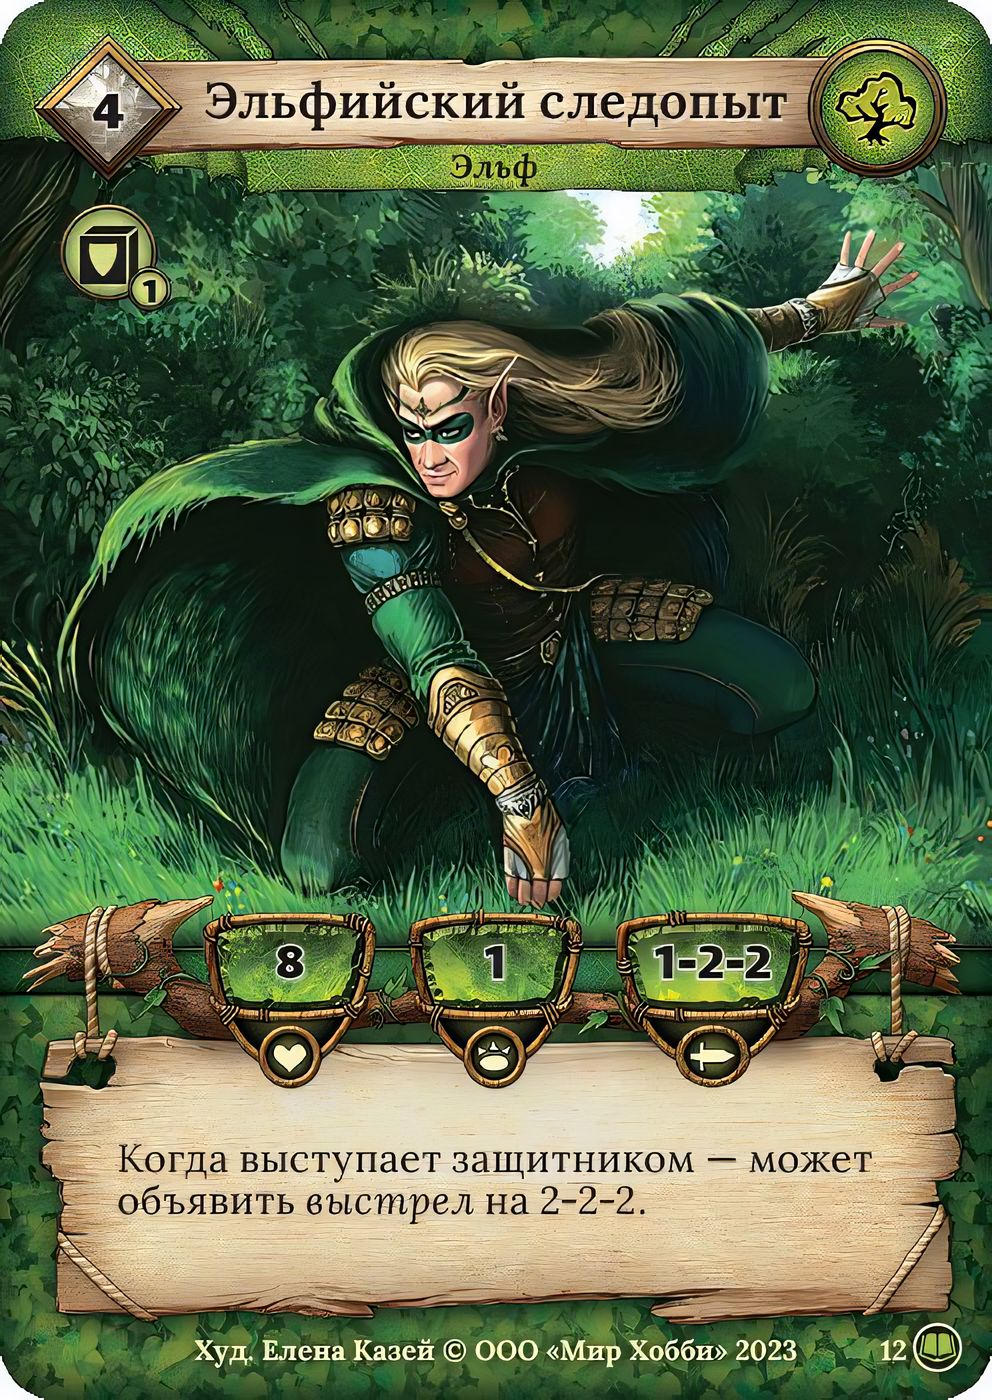 4
Эльфийский следопыт
Эльф
1
8
1
1-2-2
Когда выступает защитником — может
объявить выстрел на 2-2-2.
Худ. Елена Казей © ООО «Мир Хобби» 2023
12